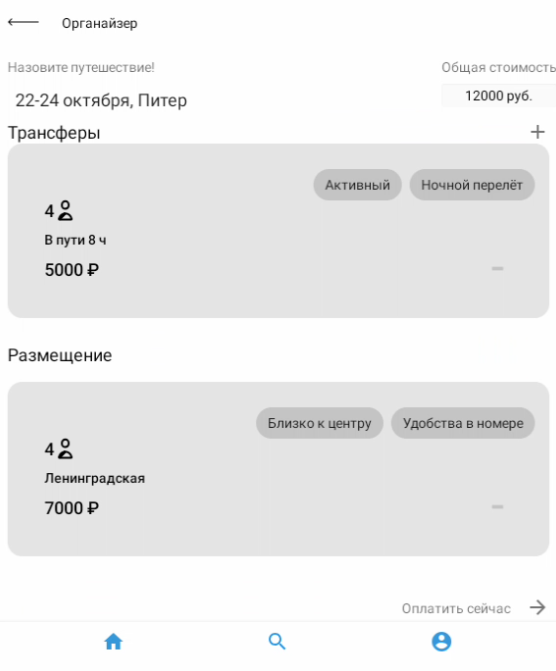 Органайзер
Назовите путешествие!
Общая стоимость
22-24 октября, Питер
12000 руб.
Трансферы
Активный
Ночной перелёт
4
В пути 8 ч
5000 ₽
Размещение
Близко к центру
Удобства в номере
4
Ленинградская
7000 ₽
Оплатить сейчас